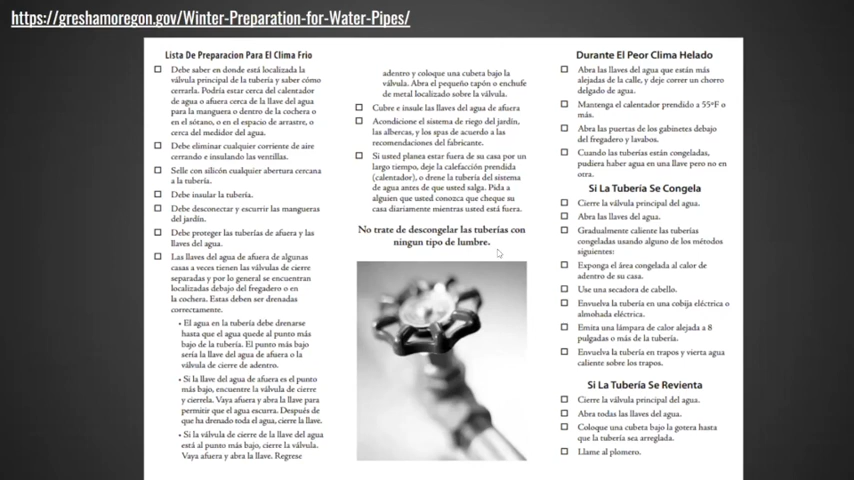 https://greshamoregon.gov/Winter-Preparation-for-Water-Pipes/
Lista De Preparacion Para El Clima Frio
Debe saber en donde está localizada la
válvula principal de la tubería y saber cómo
cerrarla. Podría estar cerca del calentador
de agua o afuera cerca de la llave del agua
para la manguera o dentro de la cochera o
en el sótano, o en el espacio de arrastre, o
cerca del medidor del agua.
Debe eliminar cualquier corriente de aire
cerrando e insulando las ventillas.
Selle con silicón cualquier abertura cercana
a la tubería.
Debe insular la tubería.
Debe desconectar y escurrir las mangueras
del jardín.
Debe proteger las tuberías de afuera y las
llaves del agua.
Las llaves del agua de afuera de algunas
casas a veces tienen las válvulas de cierre
separadas y por lo general se encuentran
localizadas debajo del fregadero o en
la cochera. Estas deben ser drenadas
correctamente.
• El agua en la tubería debe drenarse
hasta que el agua quede al punto más
bajo de la tubería. El punto más bajo
sería la llave del agua de afuera o la
válvula de cierre de adentro.
• Si la llave del agua de afuera es el punto
más bajo, encuentre la válvula de cierre
y cierrela. Vaya afuera y abra la llave para
permitir que el agua escurra. Después de
que ha drenado toda el agua, cierre la llave.
• Si la válvula de cierre de la llave del agua
está al punto más bajo, cierre la válvula.
Vaya afuera y abra la llave. Regrese
adentro y coloque una cubeta bajo la
válvula. Abra el pequeño tapón o enchufe
de metal localizado sobre la válvula.
Cubre e insule las llaves del agua de afuera
Acondicione el sistema de riego del jardín,
las albercas, y los spas de acuerdo a las
recomendaciones del fabricante.
Si usted planea estar fuera de su casa por un
largo tiempo, deje la calefacción prendida
(calentador), o drene la tubería del sistema
de agua antes de que usted salga. Pida a
alguien que usted conozca que cheque su
casa diariamente mientras usted está fuera.
No trate de descongelar las tuberías con
ningun tipo de lumbre.
Durante El Peor Clima Helado
Abra las llaves del agua que están más
alejadas de la calle, y deje correr un chorro
delgado de agua.
Mantenga el calentador prendido a 55ºF o
más.
Abra las puertas de los gabinetes debajo
del fregadero y lavabos.
Cuando las tuberías están congeladas,
pudiera haber agua en una llave pero no en
otra.
Si La Tubería Se Congela
Cierre la válvula principal del agua.
Abra las llaves del agua.
Gradualmente caliente las tuberías
congeladas usando alguno de los métodos
siguientes:
Exponga el área congelada al calor de
adentro de su casa.
Use una secadora de cabello.
Envuelva la tubería en una cobija eléctrica o
almohada eléctrica.
Emita una lámpara de calor alejada a 8
pulgadas o más de la tubería.
Envuelva la tubería en trapos y vierta agua
caliente sobre los trapos.
Si La Tubería Se Revienta
Cierre la válvula principal del agua.
Abra todas las llaves del agua.
Coloque una cubeta bajo la gotera hasta
que la tubería sea arreglada.
Llame al plomero.